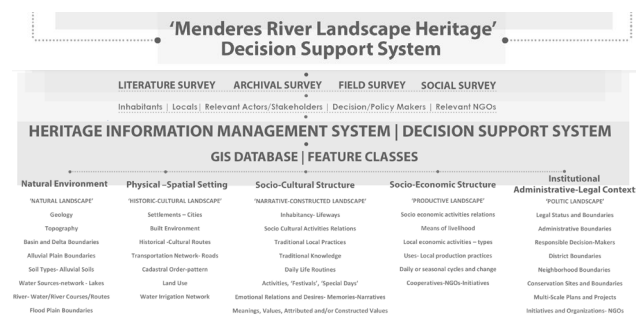 'Menderes River Landscape Heritage'
Decision Support System
LITERATURE SURVEY ARCHIVAL SURVEY FIELD SURVEY SOCIAL SURVEY
Inhabitants | Locals| Relevant Actors/Stakeholders | Decision/Policy Makers | Relevant NGOs
HERITAGE INFORMATION MANAGEMENT SYSTEM | DECISION SUPPORT SYSTEM
GIS DATABASE | FEATURE CLASSES
Natural Environment
'NATURAL LANDSCAPE'
Geology
Topography
Basin and Delta Boundaries
Alluvial Plain Boundaries
Soil Types- Alluvial Soils
Water Sources-network - Lakes
River- Water/River Courses/Routes
Flood Plain Boundaries
Physical –Spatial Setting
'HISTORIC-CULTURAL LANDSCAPE'
Settlements – Cities
Built Environment
Historical -Cultural Routes
Transportation Network- Roads
Cadastral Order-pattern
Land Use
Water Irrigation Network
Socio-Cultural Structure
'NARRATIVE-CONSTRUCTED LANDSCAPE'
Inhabitancy- Lifeways
Socio Cultural Activities Relations
Traditional Local Practices
Traditional Knowledge
Daily Life Routines
Activities, 'Festivals', 'Special Days'
Emotional Relations and Desires- Memories-Narratives
Meanings, Values, Attributed and/or Constructed Values
Socio-Economic Structure
'PRODUCTIVE LANDSCAPE'
Socio economic activities relations
Means of livelihood
Local economic activities – types
Uses- Local production practices
Daily or seasonal cycles and change
Cooperatives-NGOs-Initiatives
Institutional
Administrative-Legal Context
'POLITIC LANDSCAPE'
Legal Status and Boundaries
Administrative Boundaries
Responsible Decision-Makers
District Boundaries
Neighborhood Boundaries
Conservation Sites and Boundaries
Multi-Scale Plans and Projects
Initiatives and Organizations- NGOs